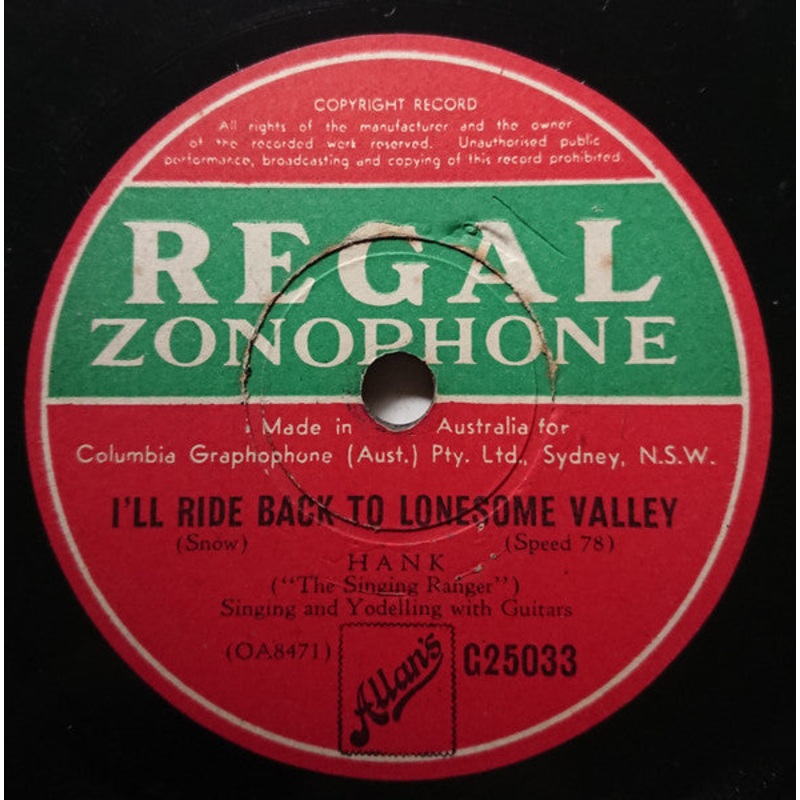 COPYRIGHT RECORD
All rights of the manufacturer and the owner
of the recorded work reserved. Unauthorised public
performance, broadcasting and copying of this record prohibited.
REGAL
ZONOPHONE
Made in Australia for
Columbia Graphophone (Aust.) Pty. Ltd., Sydney, N.S.W.
I'LL RIDE BACK TO LONESOME VALLEY
(Snow) (Speed 78)
HANK
("The Singing Ranger")
Singing and Yodelling with Guitars
(OA8471) Allan's G25033